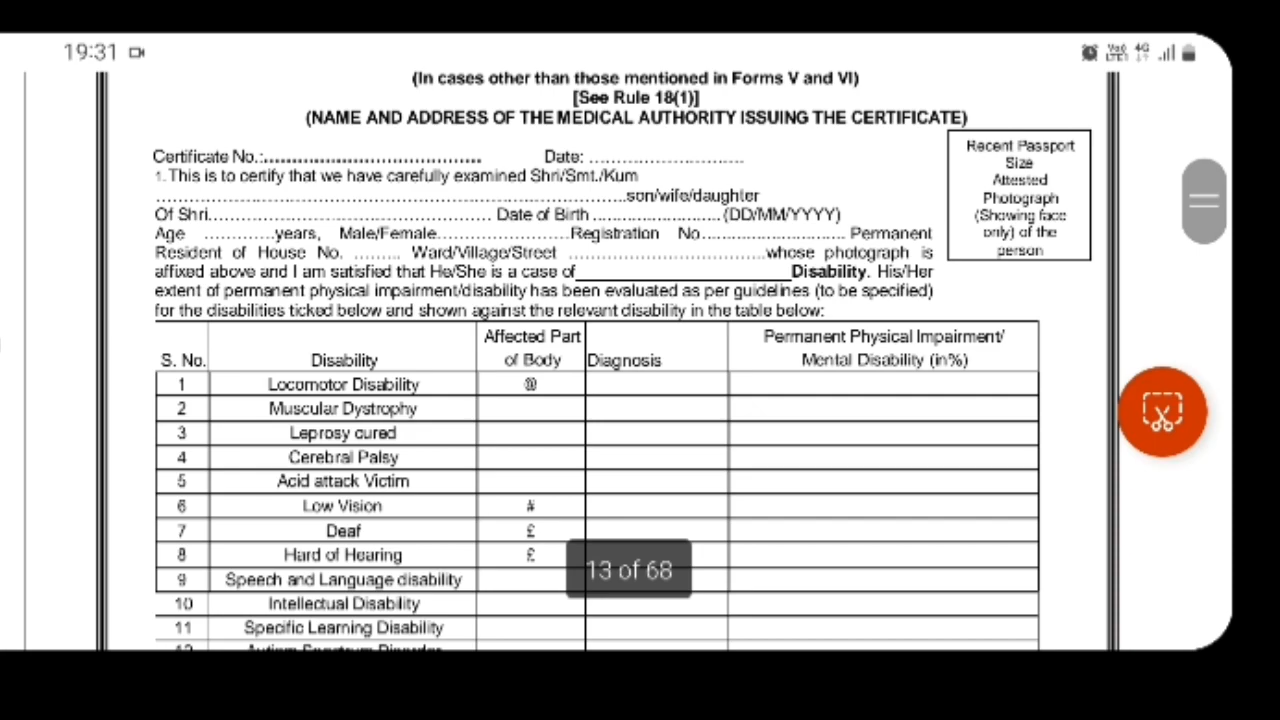 19:31
Vo)) 4G
LTE1
(In cases other than those mentioned in Forms V and VI)
[See Rule 18(1)]
(NAME AND ADDRESS OF THE MEDICAL AUTHORITY ISSUING THE CERTIFICATE)
Recent Passport
Size
Attested
Photograph
(Showing face
only) of the
person
Certificate No.:........................................ Date: ............................
1. This is to certify that we have carefully examined Shri/Smt./Kum
....................................................................................son/wife/daughter
Of Shri.................................................. Date of Birth .......................(DD/MM/YYYY)
Age .............years, Male/Female.......................Registration No.......................... Permanent
Resident of House No. ......... Ward/Village/Street ...................................whose photograph is
affixed above and I am satisfied that He/She is a case of__________________________Disability. His/Her
extent of permanent physical impairment/disability has been evaluated as per guidelines (to be specified)
for the disabilities ticked below and shown against the relevant disability in the table below:
S. No. Disability Affected Part of Body Diagnosis Permanent Physical Impairment/ Mental Disability (in%)
1 Locomotor Disability @
2 Muscular Dystrophy
3 Leprosy cured
4 Cerebral Palsy
5 Acid attack Victim
6 Low Vision #
7 Deaf £
8 Hard of Hearing £
9 Speech and Language disability
10 Intellectual Disability
11 Specific Learning Disability
12 Autism Spectrum Disorder
13 of 68